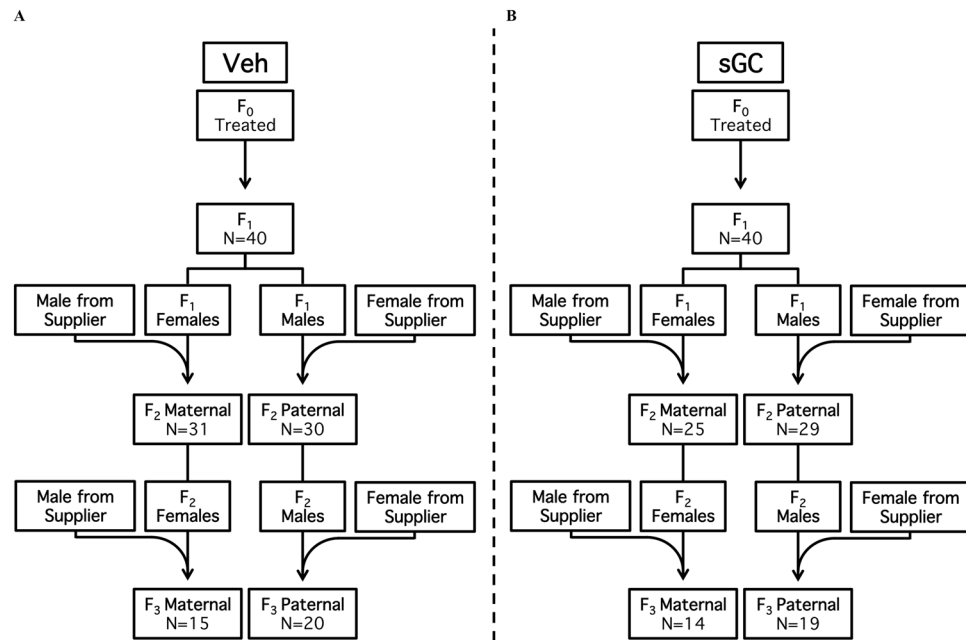 A
Veh
F₀
Treated
F₁
N=40
Male from
Supplier
F₁
Females
F₁
Males
Female from
Supplier
F₂ Maternal
N=31
F₂ Paternal
N=30
Male from
Supplier
F₂
Females
F₂
Males
Female from
Supplier
F₃ Maternal
N=15
F₃ Paternal
N=20
B
sGC
F₀
Treated
F₁
N=40
Male from
Supplier
F₁
Females
F₁
Males
Female from
Supplier
F₂ Maternal
N=25
F₂ Paternal
N=29
Male from
Supplier
F₂
Females
F₂
Males
Female from
Supplier
F₃ Maternal
N=14
F₃ Paternal
N=19